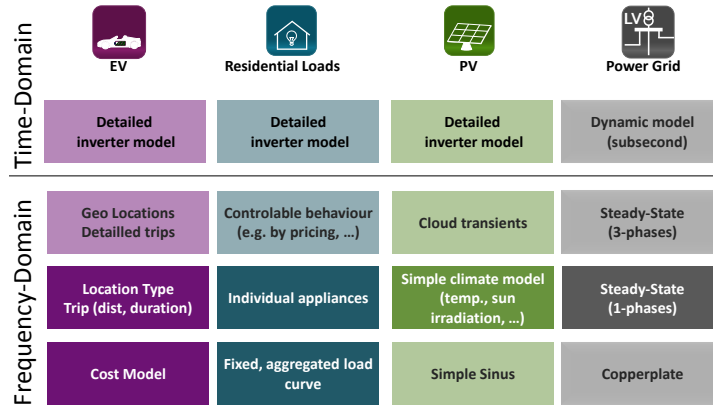 LV
EV
Residential Loads
PV
Power Grid
Time-Domain
Detailed
inverter model
Detailed
inverter model
Detailed
inverter model
Dynamic model
(subsecond)
Frequency-Domain
Geo Locations
Detailled trips
Controlable behaviour
(e.g. by pricing, ...)
Cloud transients
Steady-State
(3-phases)
Location Type
Trip (dist, duration)
Individual appliances
Simple climate model
(temp., sun
irradiation, ...)
Steady-State
(1-phases)
Cost Model
Fixed, aggregated load
curve
Simple Sinus
Copperplate